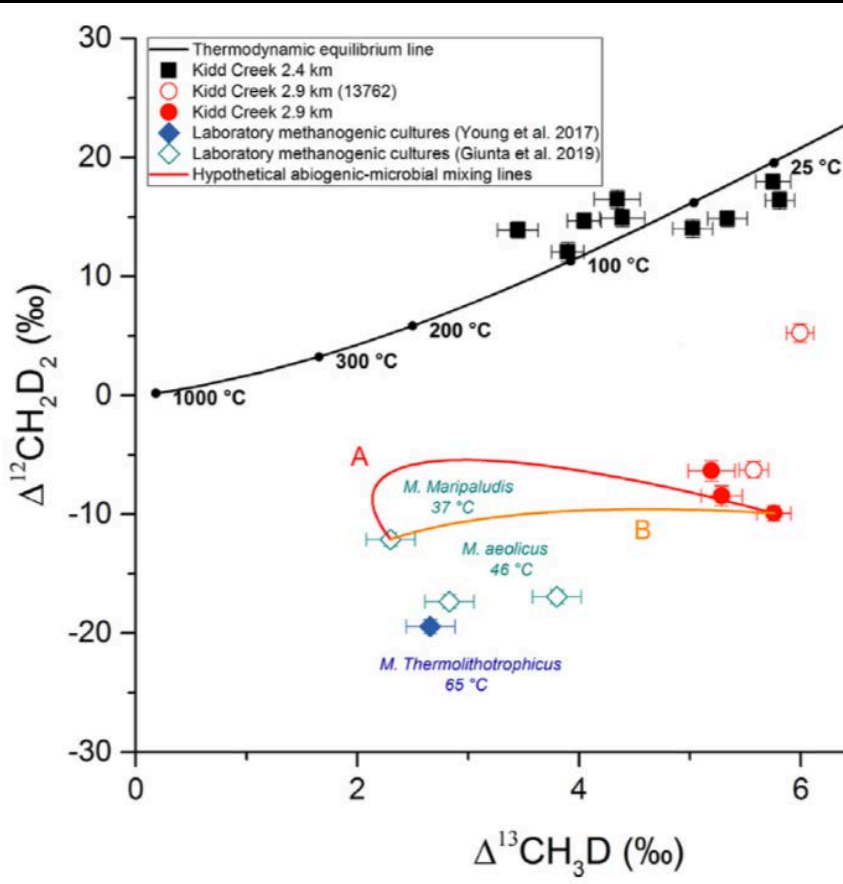 30
20
10
0
-10
-20
-30
Δ¹²CH₂D₂ (‰)
Thermodynamic equilibrium line
Kidd Creek 2.4 km
Kidd Creek 2.9 km (13762)
Kidd Creek 2.9 km
Laboratory methanogenic cultures (Young et al. 2017)
Laboratory methanogenic cultures (Giunta et al. 2019)
Hypothetical abiogenic-microbial mixing lines
25 °C
100 °C
200 °C
300 °C
1000 °C
A
M. Maripaludis
37 °C
B
M. aeolicus
46 °C
M. Thermolithotrophicus
65 °C
0 2 4 6
Δ¹³CH₃D (‰)